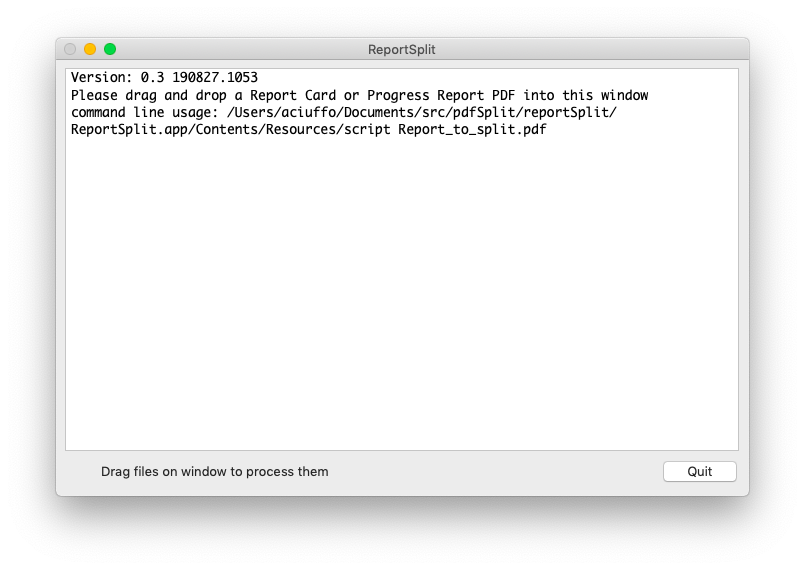 ReportSplit
Version: 0.3 190827.1053
Please drag and drop a Report Card or Progress Report PDF into this window
command line usage: /Users/aciuffo/Documents/src/pdfSplit/reportSplit/
ReportSplit.app/Contents/Resources/script Report_to_split.pdf
Drag files on window to process them
Quit